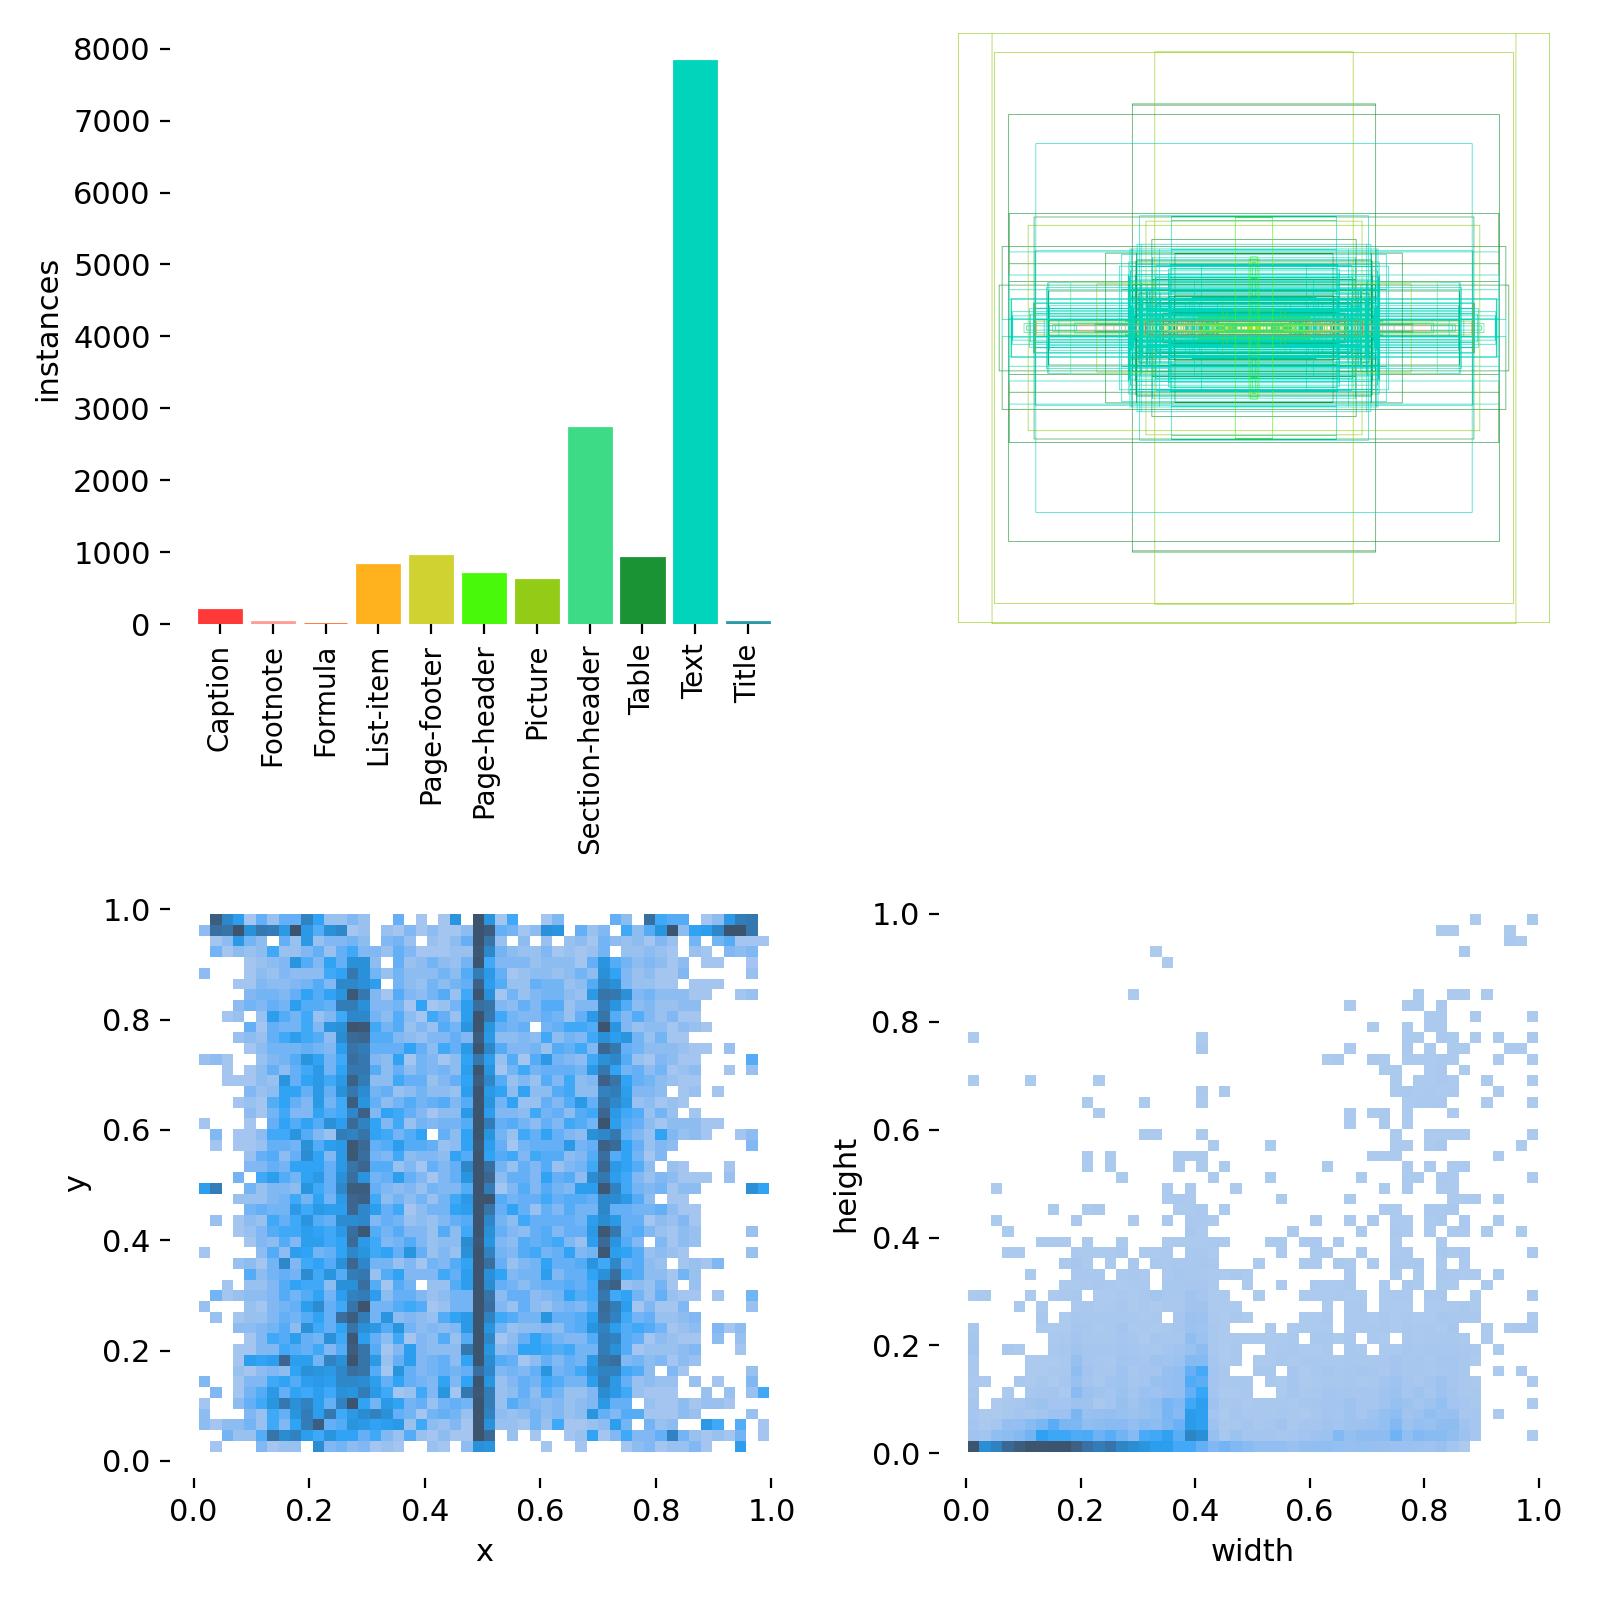 8000
7000
6000
5000
4000
3000
2000
1000
0
instances
Caption
Footnote
Formula
List-item
Page-footer
Page-header
Picture
Section-header
Table
Text
Title
1.0
0.8
0.6
0.4
0.2
0.0
y
0.0 0.2 0.4 0.6 0.8 1.0
x
1.0
0.8
0.6
0.4
0.2
0.0
height
0.0 0.2 0.4 0.6 0.8 1.0
width